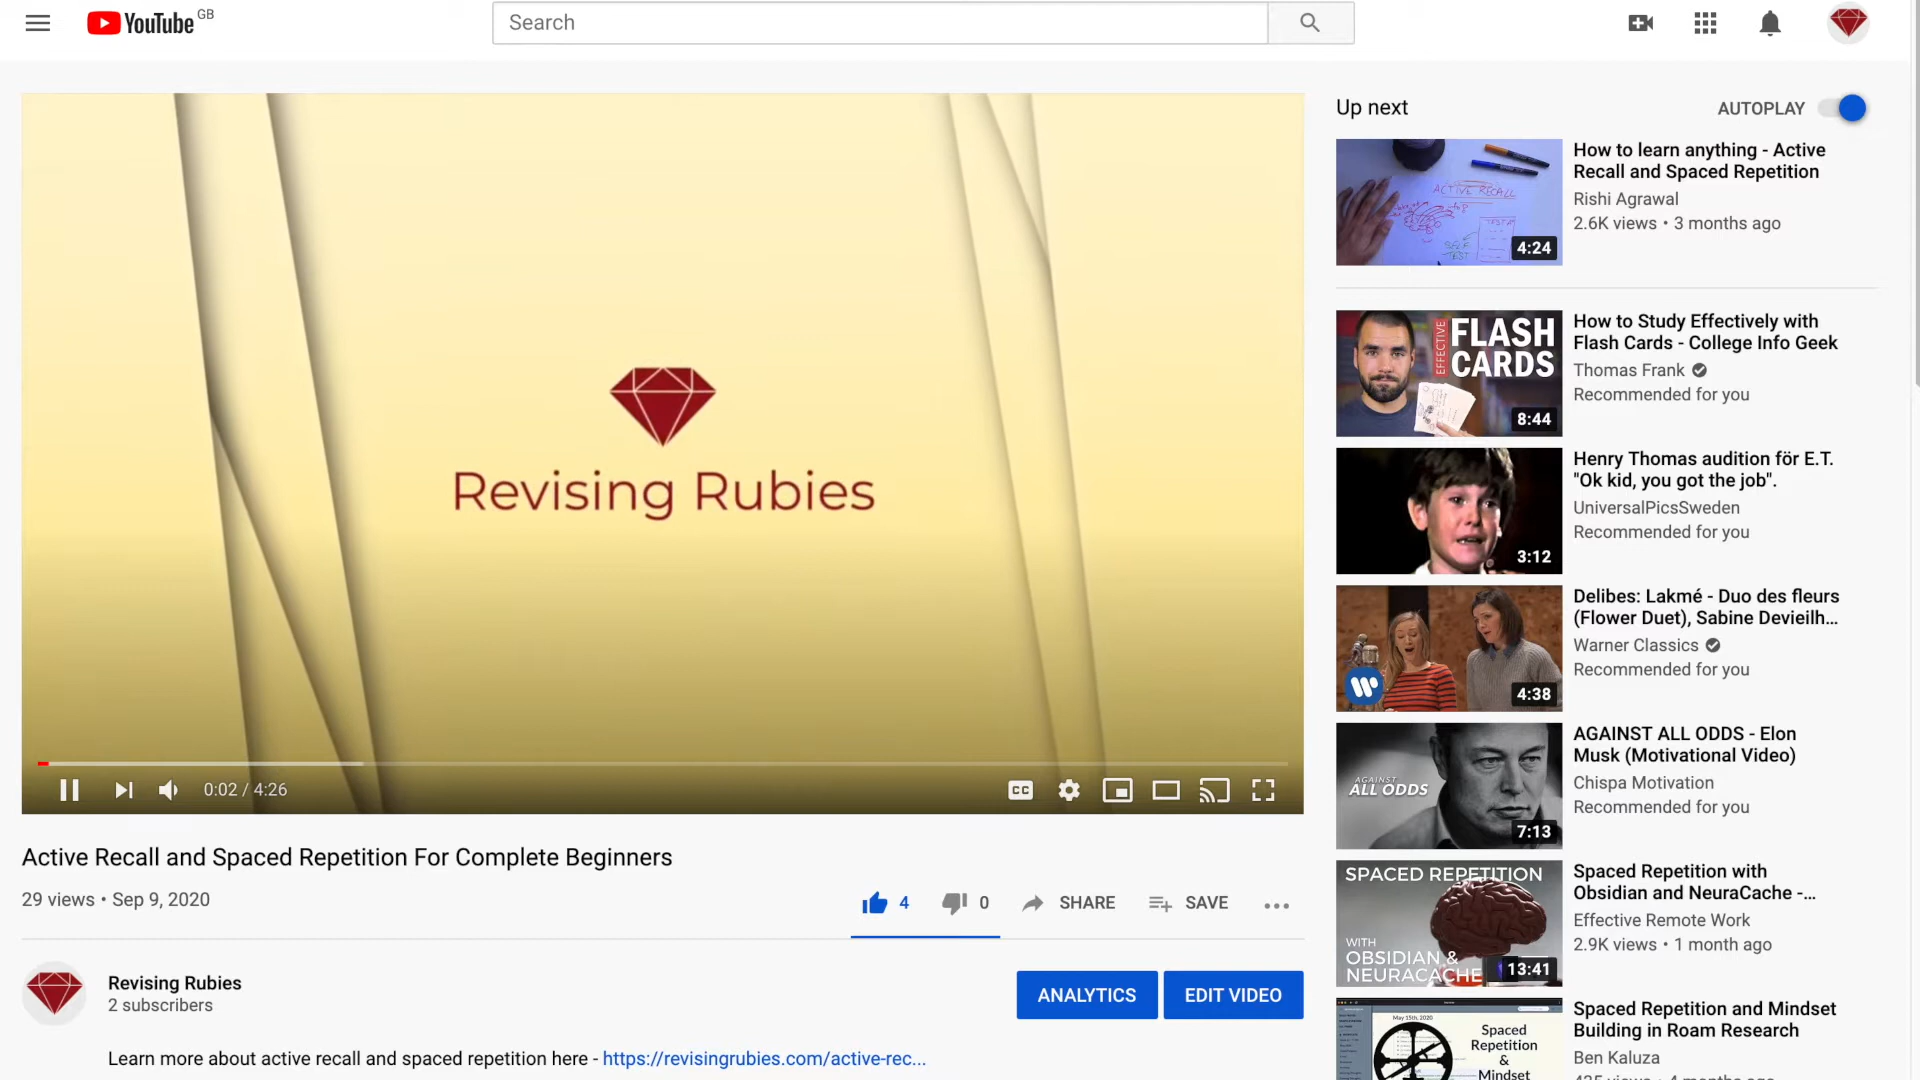 YouTube GB
Search
Revising Rubies
0:02 / 4:26
CC
Active Recall and Spaced Repetition For Complete Beginners
29 views • Sep 9, 2020
4
0
SHARE
SAVE
Revising Rubies
2 subscribers
ANALYTICS
EDIT VIDEO
Learn more about active recall and spaced repetition here - https://revisingrubies.com/active-rec...
Up next
AUTOPLAY
ACTIVE RECALL
SELF
TEST
4:24
How to learn anything - Active
Recall and Spaced Repetition
Rishi Agrawal
2.6K views • 3 months ago
EFFECTIVE
FLASH
CARDS
8:44
How to Study Effectively with
Flash Cards - College Info Geek
Thomas Frank
Recommended for you
3:12
Henry Thomas audition för E.T.
"Ok kid, you got the job".
UniversalPicsSweden
Recommended for you
W
4:38
Delibes: Lakmé - Duo des fleurs
(Flower Duet), Sabine Devieilh...
Warner Classics
Recommended for you
AGAINST
ALL ODDS
7:13
AGAINST ALL ODDS - Elon
Musk (Motivational Video)
Chispa Motivation
Recommended for you
SPACED REPETITION
WITH
OBSIDIAN &
NEURACACHE
13:41
Spaced Repetition with
Obsidian and NeuraCache -...
Effective Remote Work
2.9K views • 1 month ago
May 15th, 2020
Spaced
Repetition
&
Mindset
Spaced Repetition and Mindset
Building in Roam Research
Ben Kaluza